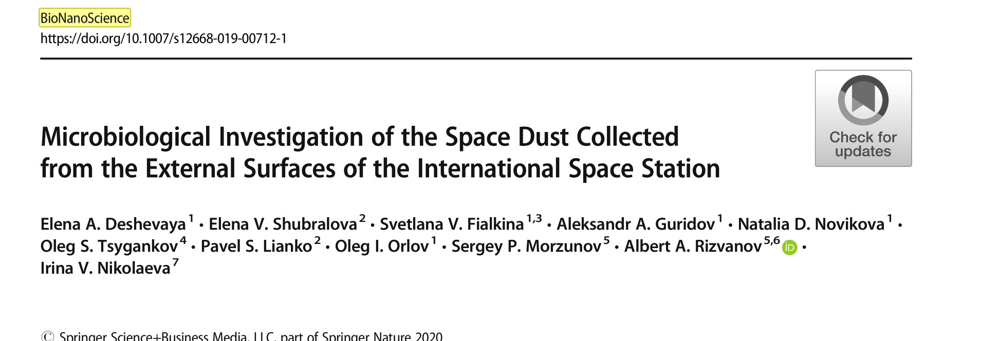 BioNanoScience
https://doi.org/10.1007/s12668-019-00712-1
Check for
updates
Microbiological Investigation of the Space Dust Collected
from the External Surfaces of the International Space Station
Elena A. Deshevaya 1 • Elena V. Shubralova 2 • Svetlana V. Fialkina 1,3 • Aleksandr A. Guridov 1 • Natalia D. Novikova 1 •
Oleg S. Tsygankov 4 • Pavel S. Lianko 2 • Oleg I. Orlov 1 • Sergey P. Morzunov 5 • Albert A. Rizvanov 5,6 iD •
Irina V. Nikolaeva 7
© Springer Science+Business Media, LLC, part of Springer Nature 2020